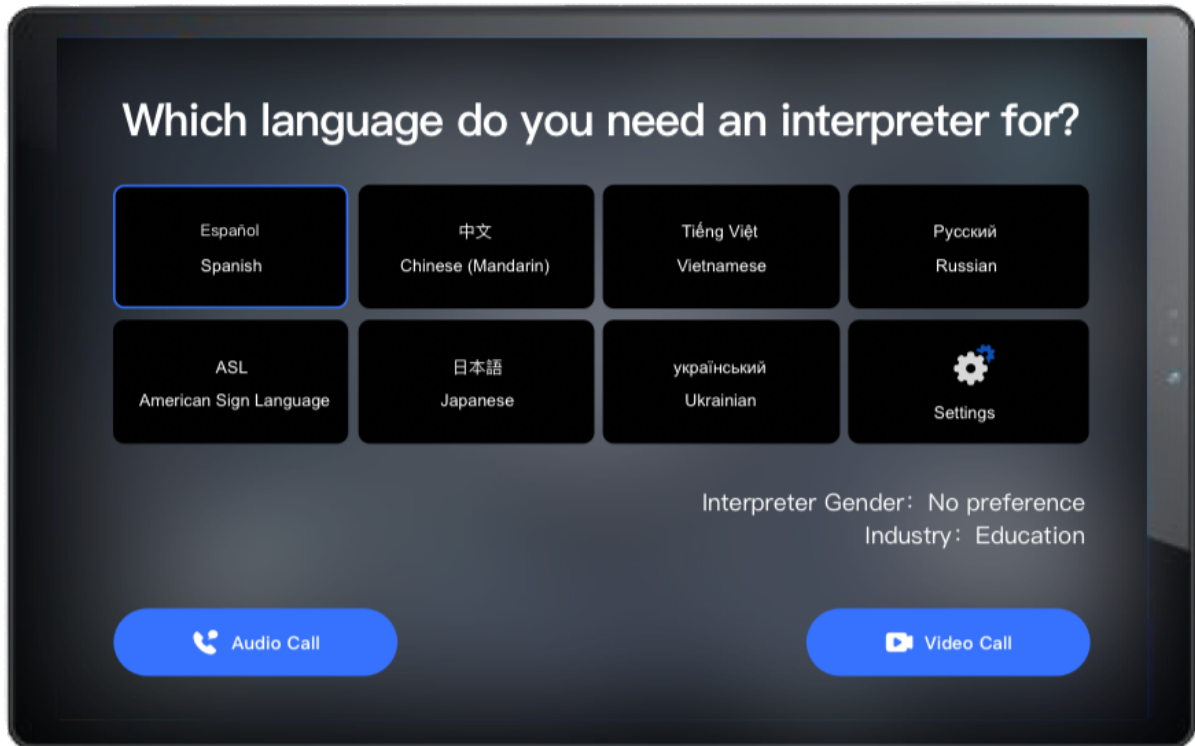 Which language do you need an interpreter for?
Español
Spanish
中文
Chinese (Mandarin)
Tiếng Việt
Vietnamese
Русский
Russian
ASL
American Sign Language
日本語
Japanese
український
Ukrainian
Settings
Interpreter Gender: No preference
Industry: Education
Audio Call
Video Call